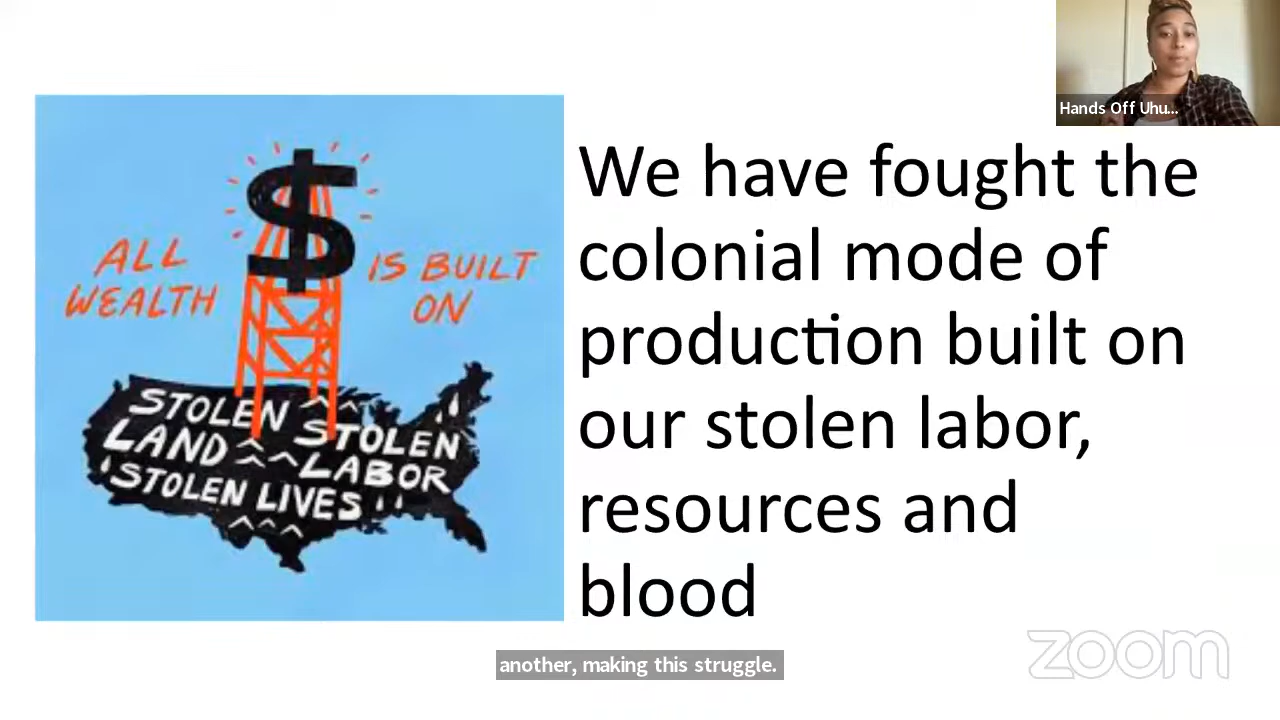 Hands Off Uhu...
ALL
WEALTH
$
IS BUILT
ON
STOLEN
LAND
STOLEN
LABOR
STOLEN LIVES
We have fought the
colonial mode of
production built on
our stolen labor,
resources and
blood
another, making this struggle.
zoom